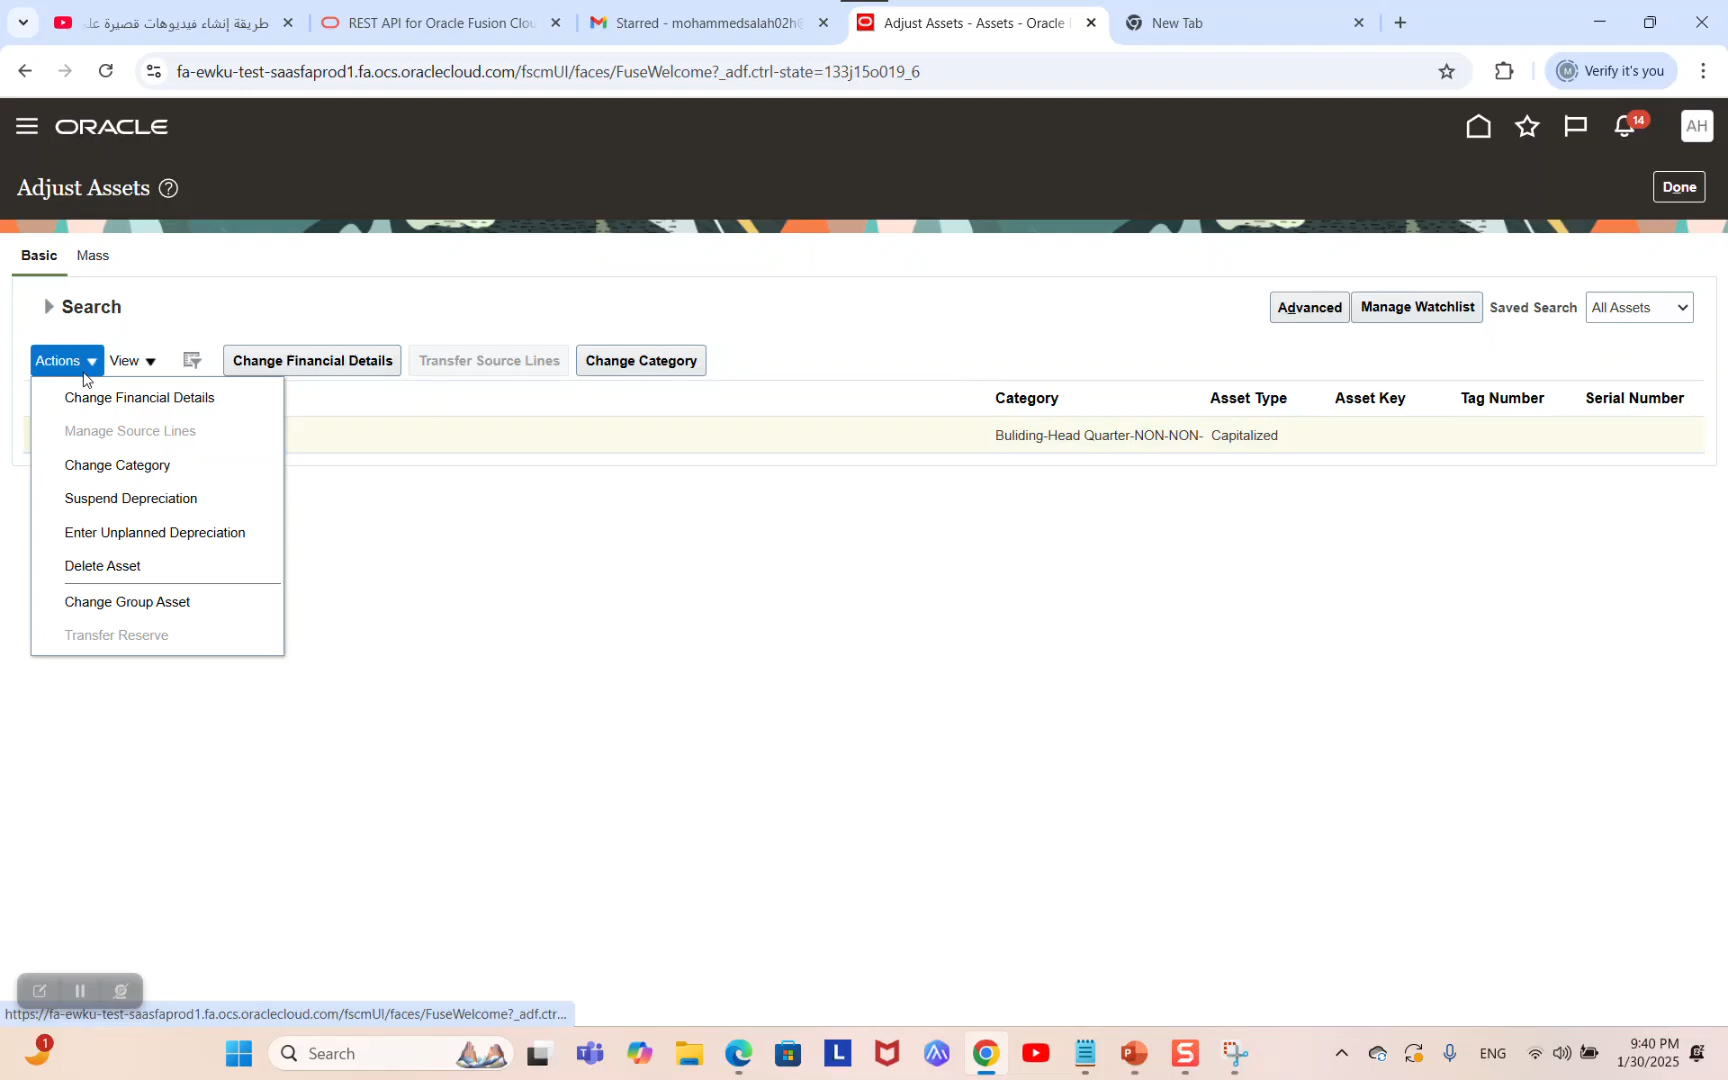 طريقة إنشاء فيديوهات قصيرة عل
REST API for Oracle Fusion Clou
Starred - mohammedsalah02h@
Adjust Assets - Assets - Oracle
New Tab
fa-ewku-test-saasfaprod1.fa.ocs.oraclecloud.com/fscmUI/faces/FuseWelcome?_adf.ctrl-state=133j15o019_6
Verify it's you
ORACLE
14
AH
Adjust Assets
Done
Basic Mass
Search
Advanced Manage Watchlist Saved Search All Assets
Actions View Change Financial Details Transfer Source Lines Change Category
Category Asset Type Asset Key Tag Number Serial Number
Buliding-Head Quarter-NON-NON- Capitalized
Change Financial Details
Manage Source Lines
Change Category
Suspend Depreciation
Enter Unplanned Depreciation
Delete Asset
Change Group Asset
Transfer Reserve
https://fa-ewku-test-saasfaprod1.fa.ocs.oraclecloud.com/fscmUI/faces/FuseWelcome?_adf.ctr...
1
Search
L
ENG
9:40 PM
1/30/2025